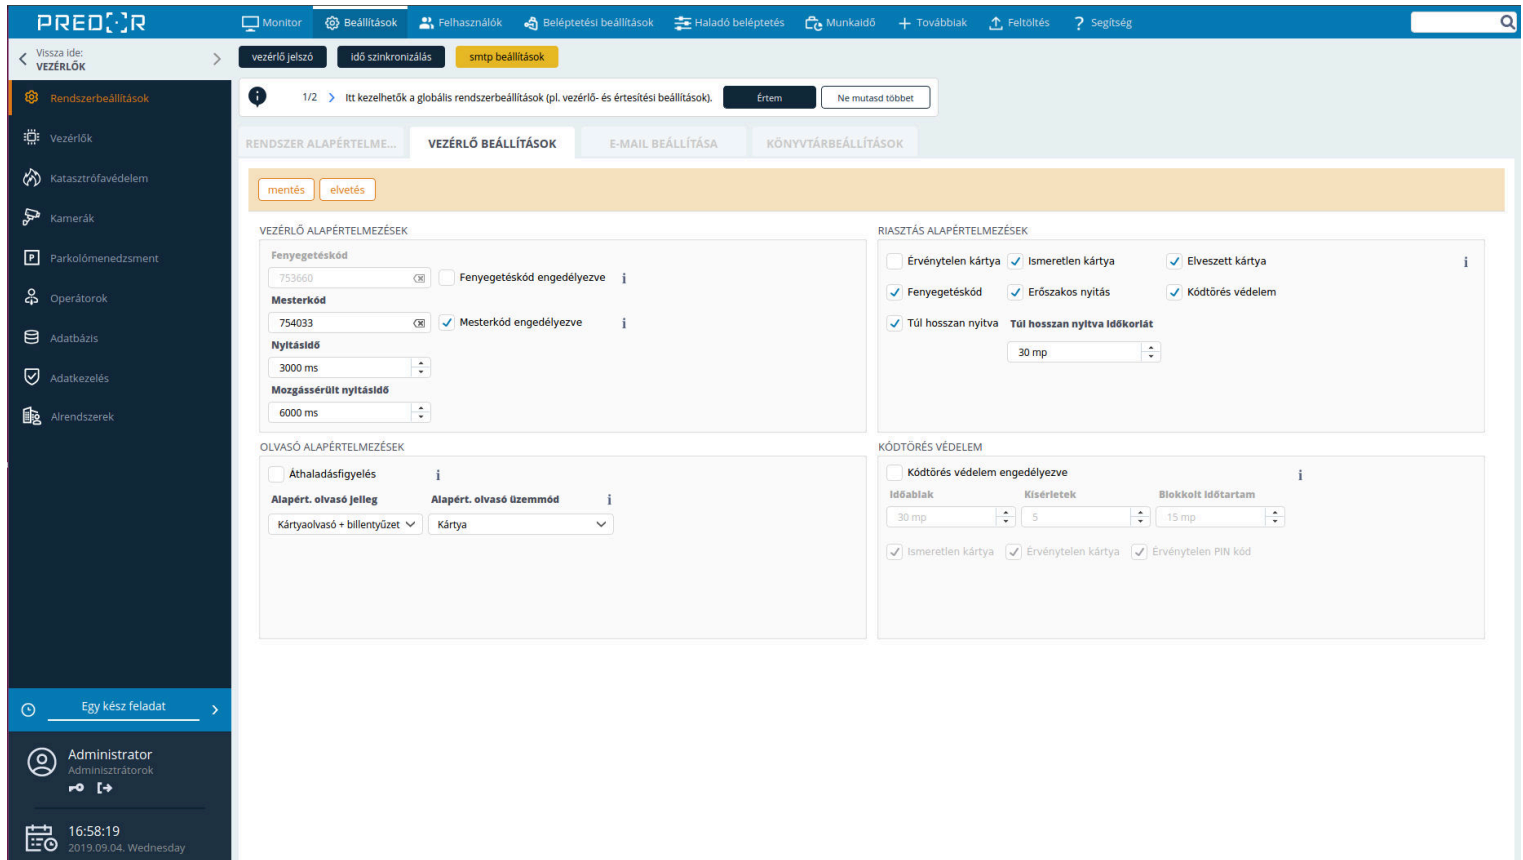 PRED[·]R
Monitor
Beállítások
Felhasználók
Beléptetési beállítások
Haladó beléptetés
Munkaidő
Továbbiak
Feltöltés
? Segítség
Vissza ide:
VEZÉRLŐK
vezérlő jelszó
idő szinkronizálás
smtp beállítások
1/2 > Itt kezelhetők a globális rendszerbeállítások (pl. vezérlő- és értesítési beállítások).
Értem
Ne mutasd többet
RENDSZER ALAPÉRTELME...
VEZÉRLŐ BEÁLLÍTÁSOK
E-MAIL BEÁLLÍTÁSA
KÖNYVTÁRBEÁLLÍTÁSOK
Rendszerbeállítások
Vezérlők
Katasztrófavédelem
Kamerák
Parkolómenedzsment
Operátorok
Adatbázis
Adatkezelés
Alrendszerek
mentés
elvetés
VEZÉRLŐ ALAPÉRTELMEZÉSEK
Fenyegetéskód
753660
Fenyegetéskód engedélyezve
Mesterkód
754033
Mesterkód engedélyezve
Nyitásidő
3000 ms
Mozgássérült nyitásidő
6000 ms
RIASZTÁS ALAPÉRTELMEZÉSEK
Érvénytelen kártya
Ismeretlen kártya
Elveszett kártya
Fenyegetéskód
Erőszakos nyitás
Kódtörés védelem
Túl hosszan nyitva
Túl hosszan nyitva időkorlát
30 mp
OLVASÓ ALAPÉRTELMEZÉSEK
Áthaladásfigyelés
Alapért. olvasó jelleg
Alapért. olvasó üzemmód
Kártyaolvasó + billentyűzet
Kártya
KÓDTÖRÉS VÉDELEM
Kódtörés védelem engedélyezve
Időablak
Kísérletek
Blokkolt időtartam
30 mp
5
15 mp
Ismeretlen kártya
Érvénytelen kártya
Érvénytelen PIN kód
Egy kész feladat
Administrator
Adminisztrátorok
16:58:19
2019.09.04. Wednesday